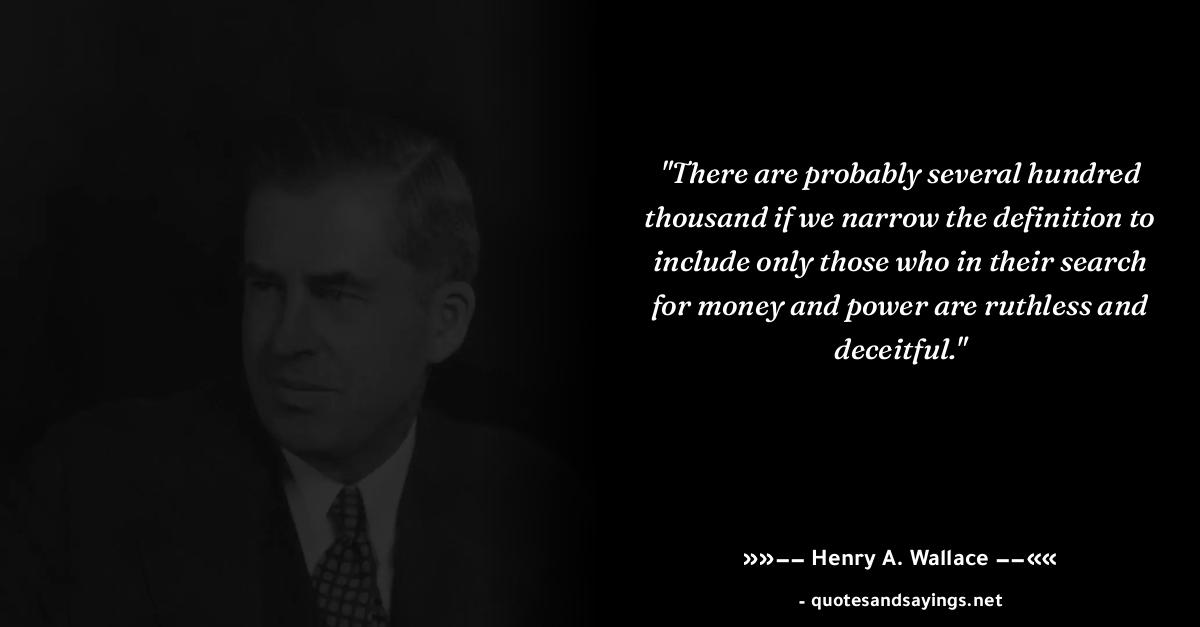 "There are probably several hundred
thousand if we narrow the definition to
include only those who in their search
for money and power are ruthless and
deceitful."
»»−− Henry A. Wallace −−««
- quotesandsayings.net